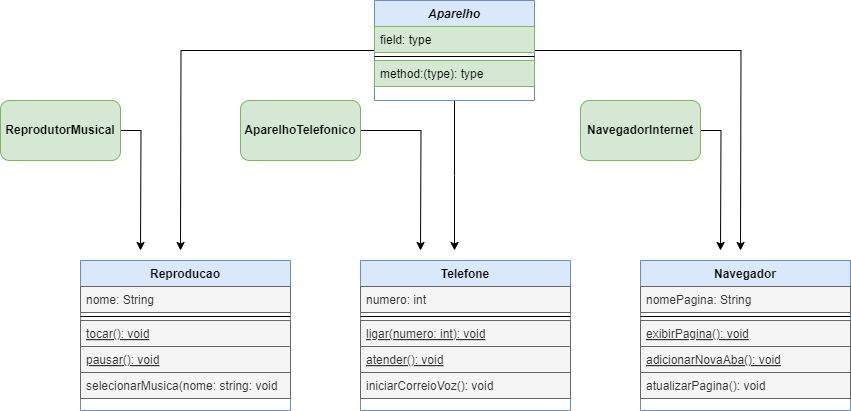 Aparelho
field: type
method:(type): type
ReprodutorMusical
AparelhoTelefonico
NavegadorInternet
Reproducao
nome: String
tocar(): void
pausar(): void
selecionarMusica(nome: string: void
Telefone
numero: int
ligar(numero: int): void
atender(): void
iniciarCorreioVoz(): void
Navegador
nomePagina: String
exibirPagina(): void
adicionarNovaAba(): void
atualizarPagina(): void